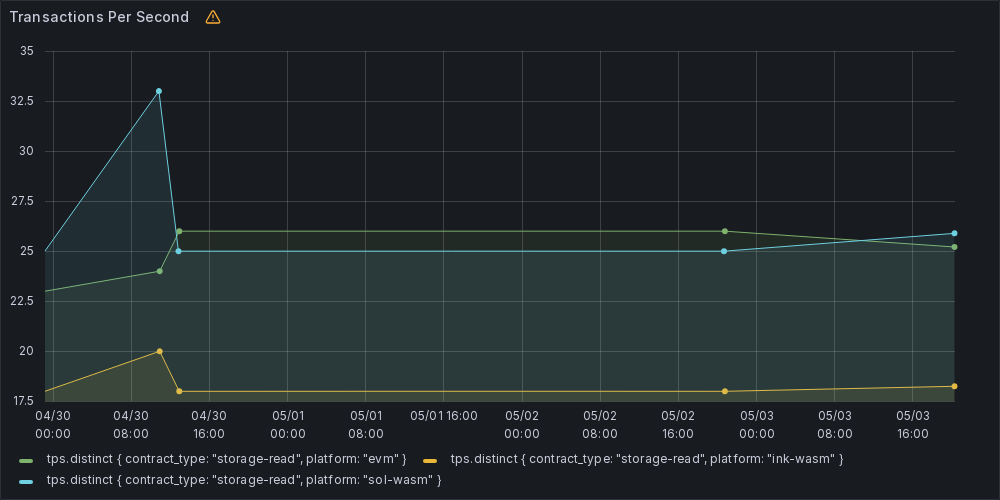 Transactions Per Second
35
32.5
30
27.5
25
22.5
20
17.5
04/30 04/30 04/30 05/01 05/01 05/01 16:00 05/02 05/02 05/02 05/03 05/03 05/03
00:00 08:00 16:00 00:00 08:00 00:00 08:00 16:00 00:00 08:00 16:00
tps.distinct { contract_type: "storage-read", platform: "evm" } tps.distinct { contract_type: "storage-read", platform: "ink-wasm" }
tps.distinct { contract_type: "storage-read", platform: "sol-wasm" }